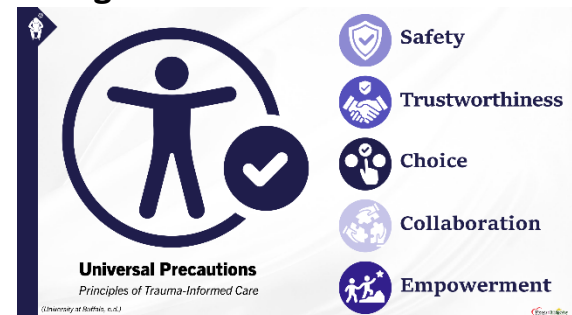 Safety
Trustworthiness
Choice
Collaboration
Empowerment
Universal Precautions
Principles of Trauma-Informed Care
(University at Buffalo, n.d.)